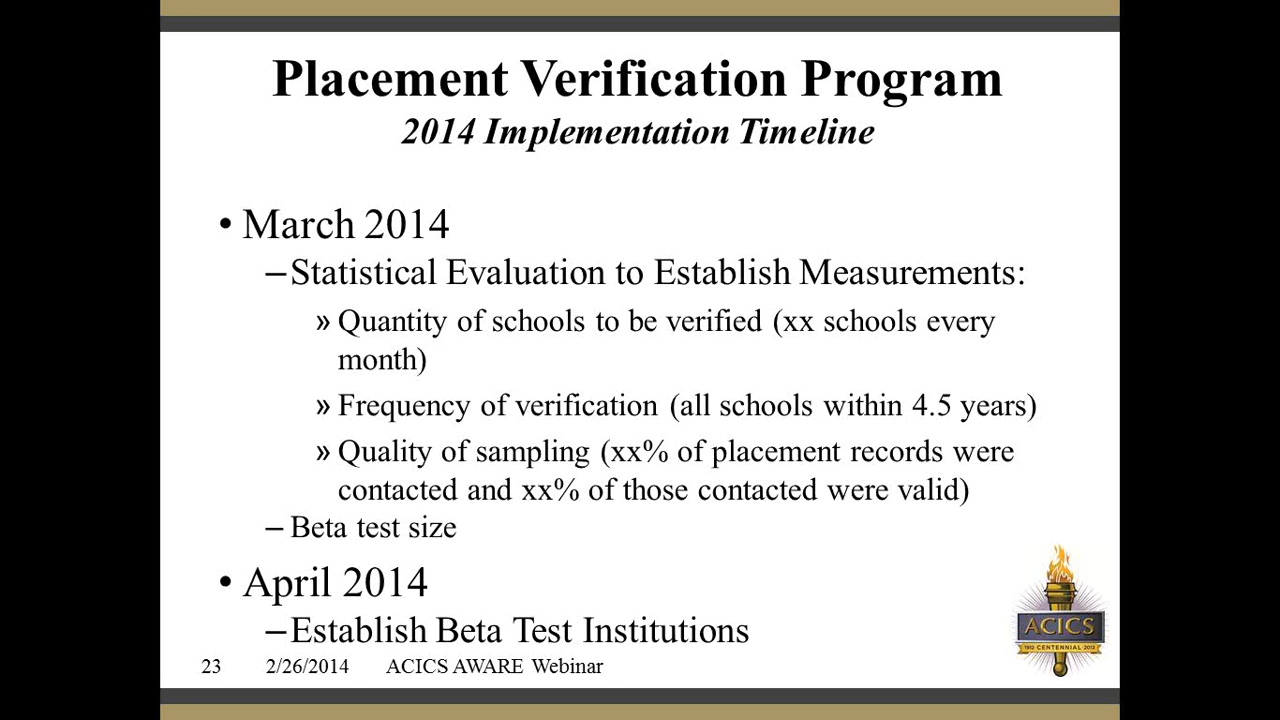 Placement Verification Program
2014 Implementation Timeline
• March 2014
–Statistical Evaluation to Establish Measurements:
» Quantity of schools to be verified (xx schools every
month)
» Frequency of verification (all schools within 4.5 years)
» Quality of sampling (xx% of placement records were
contacted and xx% of those contacted were valid)
– Beta test size
• April 2014
–Establish Beta Test Institutions
ACICS
1912 CENTENNIAL 2012
23 2/26/2014 ACICS AWARE Webinar